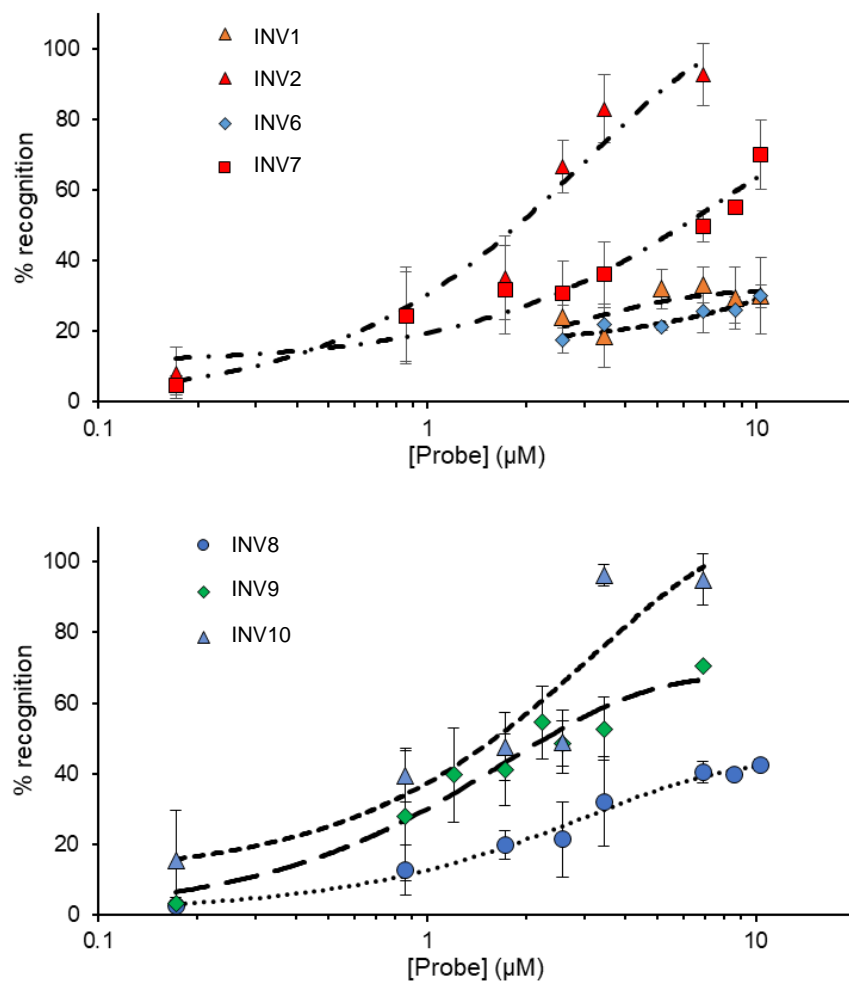 100
80
60
40
20
0
% recognition
INV1
INV2
INV6
INV7
0.1
1
10
[Probe] (µM)
100
80
60
40
20
0
% recognition
INV8
INV9
INV10
0.1
1
10
[Probe] (µM)